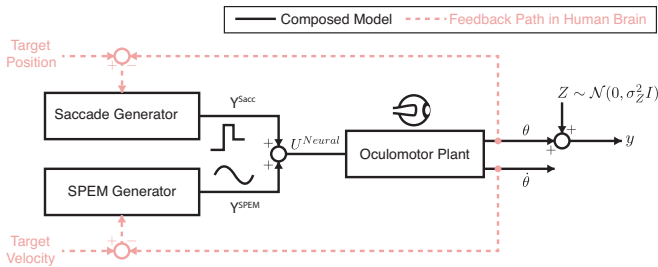 Composed Model
Feedback Path in Human Brain
Target
Position
+ −
Saccade Generator
Y^Sacc
Z ∼ N(0, σ_Z^2 I)
+
+
U^Neural
+
Oculomotor Plant
θ
+
y
SPEM Generator
Y^SPEM
θ̇
Target
Velocity
+ −